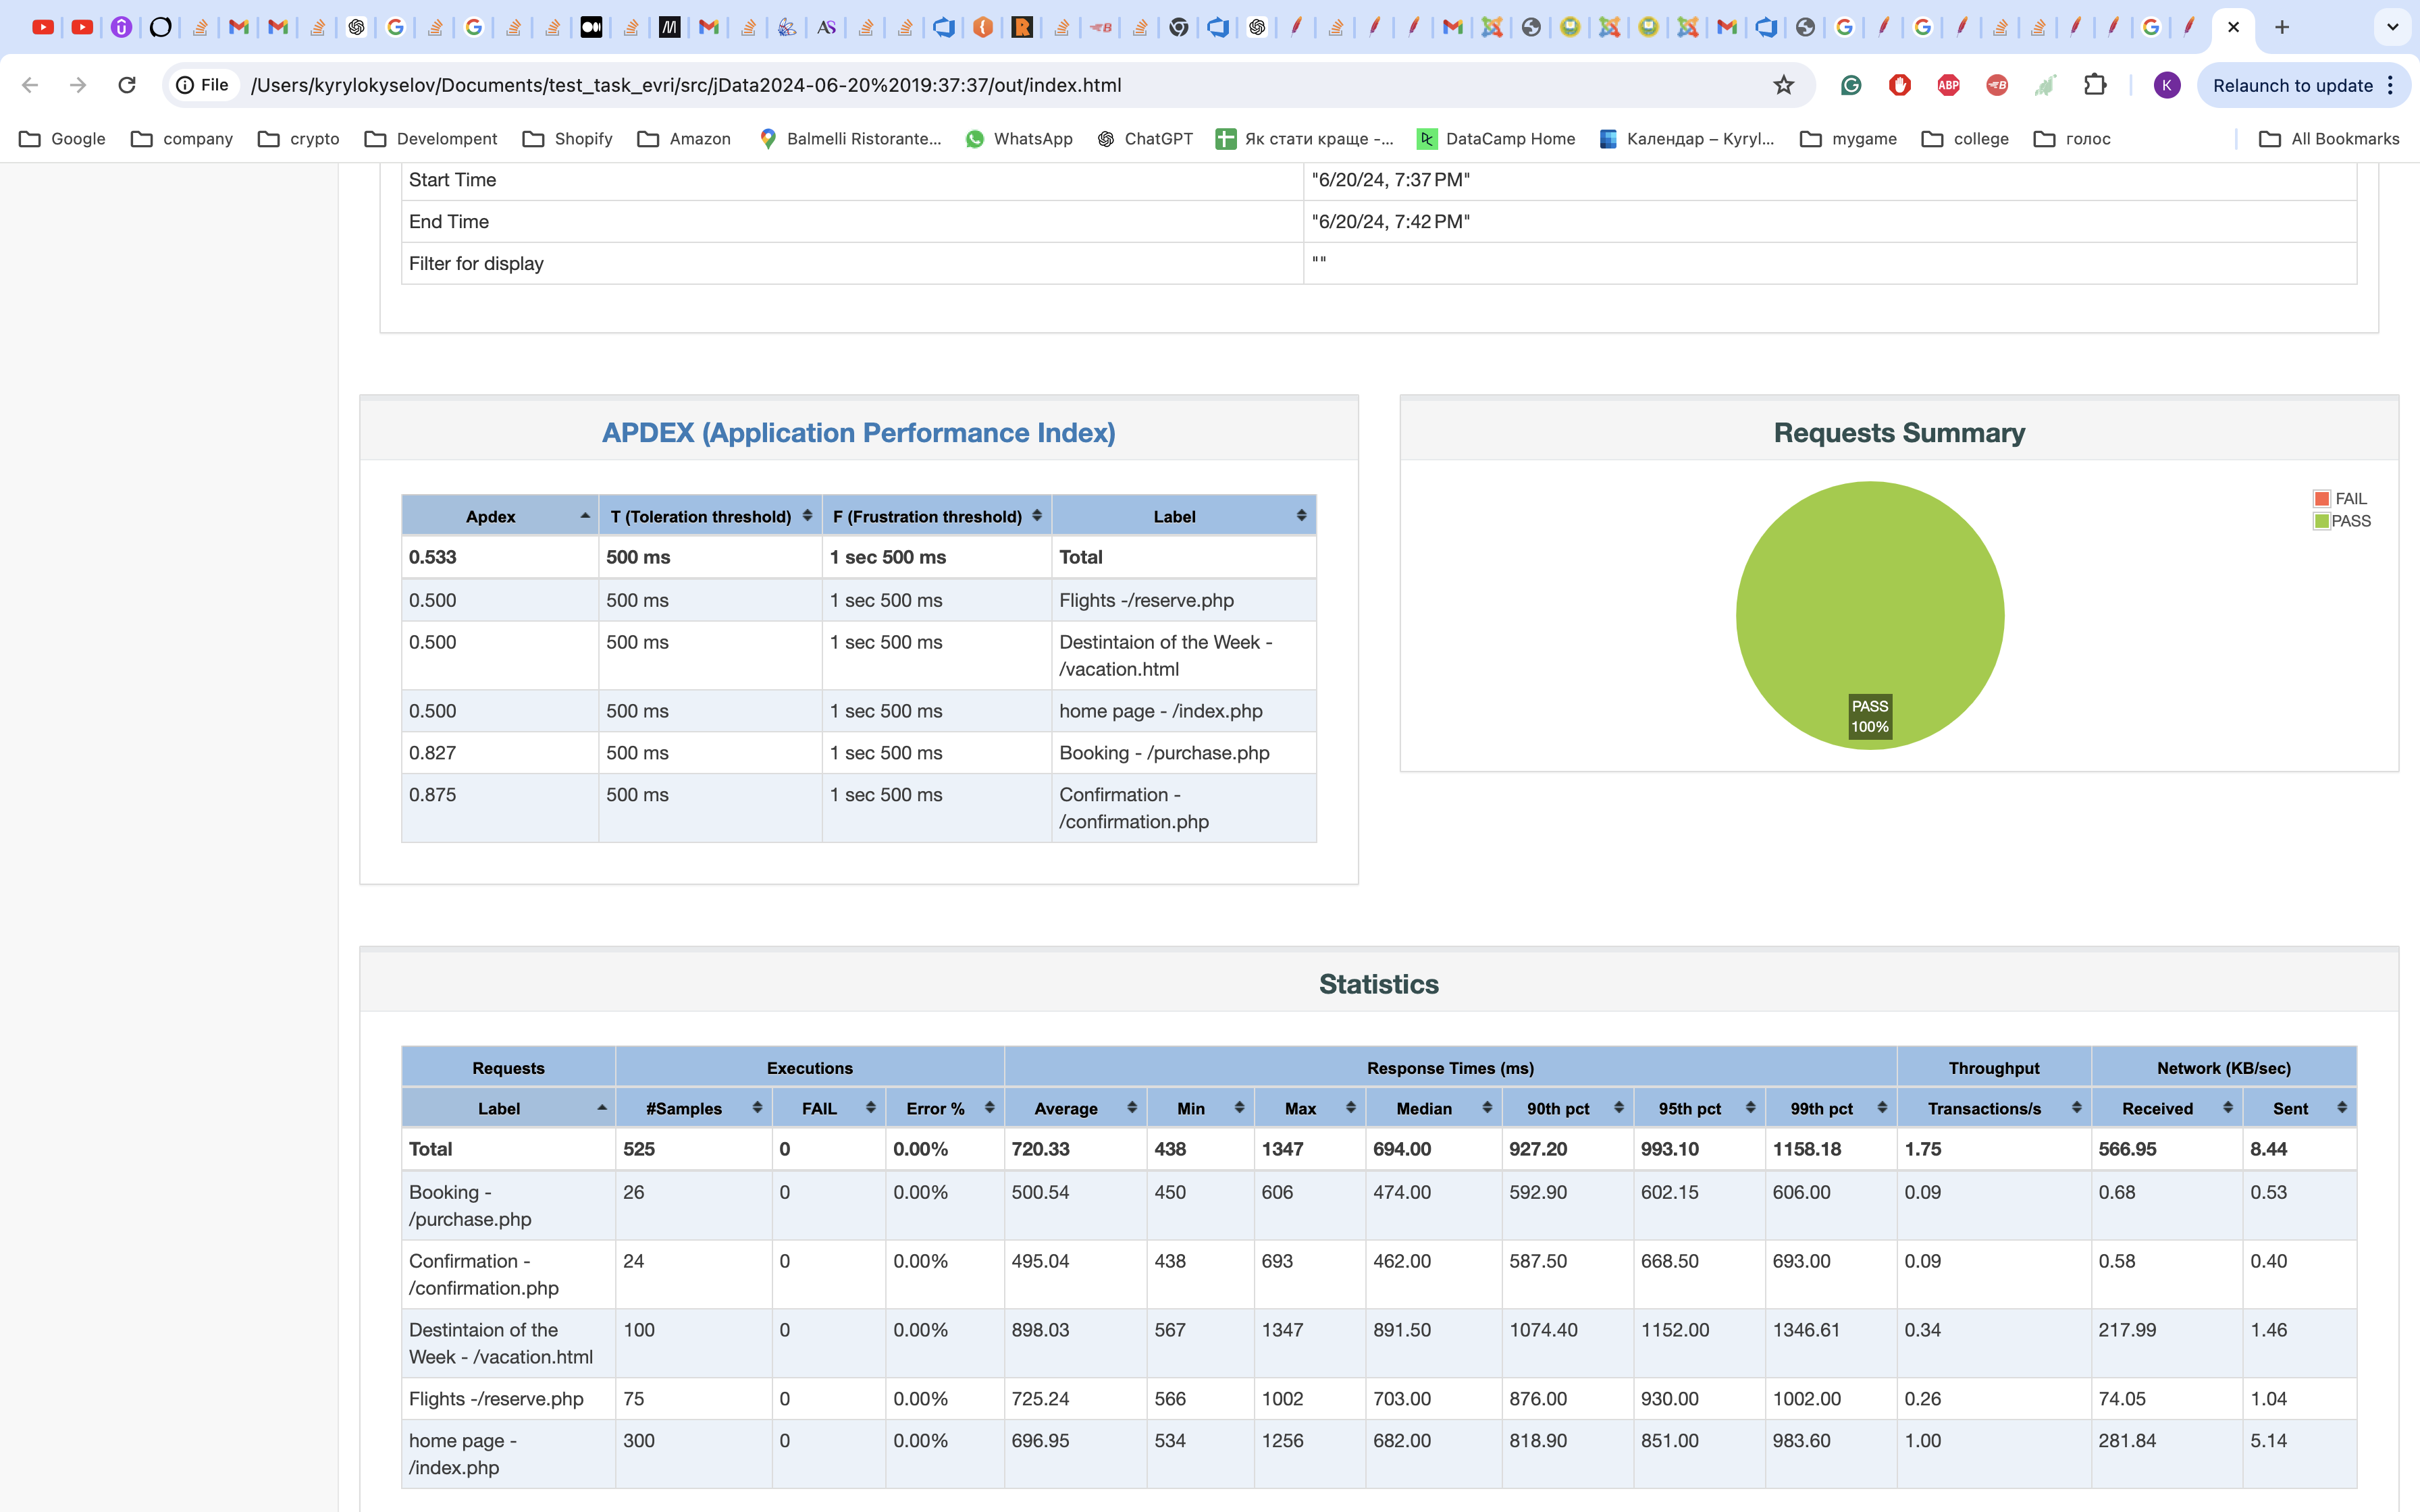 File /Users/kyrylokyselov/Documents/test_task_evri/src/jData2024-06-20%2019:37:37/out/index.html ABP K Relaunch to update
Google company crypto Develompent Shopify Amazon Balmelli Ristorante... WhatsApp ChatGPT Як стати краще -... DataCamp Home Календар – Kyryl... mygame college голос All Bookmarks
Start Time "6/20/24, 7:37 PM"
End Time "6/20/24, 7:42 PM"
Filter for display ""
APDEX (Application Performance Index)
Apdex T (Toleration threshold) F (Frustration threshold) Label
0.533 500 ms 1 sec 500 ms Total
0.500 500 ms 1 sec 500 ms Flights -/reserve.php
0.500 500 ms 1 sec 500 ms Destintaion of the Week -
/vacation.html
0.500 500 ms 1 sec 500 ms home page - /index.php
0.827 500 ms 1 sec 500 ms Booking - /purchase.php
0.875 500 ms 1 sec 500 ms Confirmation -
/confirmation.php
Requests Summary
FAIL
PASS
PASS
100%
Statistics
Requests Executions Response Times (ms) Throughput Network (KB/sec)
Label #Samples FAIL Error % Average Min Max Median 90th pct 95th pct 99th pct Transactions/s Received Sent
Total 525 0 0.00% 720.33 438 1347 694.00 927.20 993.10 1158.18 1.75 566.95 8.44
Booking - 26 0 0.00% 500.54 450 606 474.00 592.90 602.15 606.00 0.09 0.68 0.53
/purchase.php
Confirmation - 24 0 0.00% 495.04 438 693 462.00 587.50 668.50 693.00 0.09 0.58 0.40
/confirmation.php
Destintaion of the 100 0 0.00% 898.03 567 1347 891.50 1074.40 1152.00 1346.61 0.34 217.99 1.46
Week - /vacation.html
Flights -/reserve.php 75 0 0.00% 725.24 566 1002 703.00 876.00 930.00 1002.00 0.26 74.05 1.04
home page - 300 0 0.00% 696.95 534 1256 682.00 818.90 851.00 983.60 1.00 281.84 5.14
/index.php